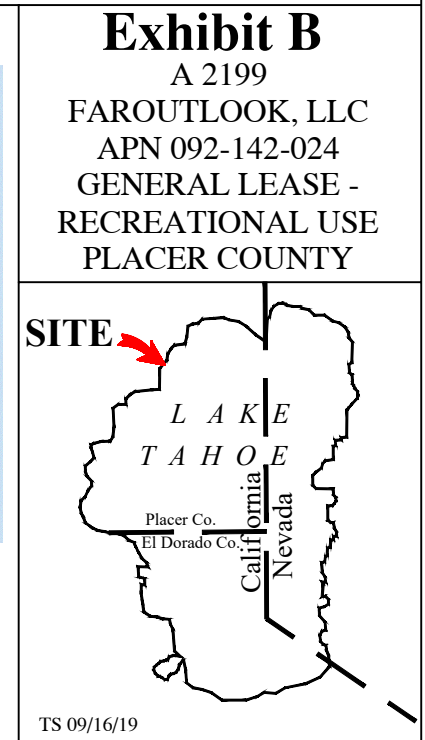 Exhibit B
A 2199
FAROUTLOOK, LLC
APN 092-142-024
GENERAL LEASE -
RECREATIONAL USE
PLACER COUNTY
SITE
L A K E
T A H O E
Placer Co.
El Dorado Co.
California
Nevada
TS 09/16/19